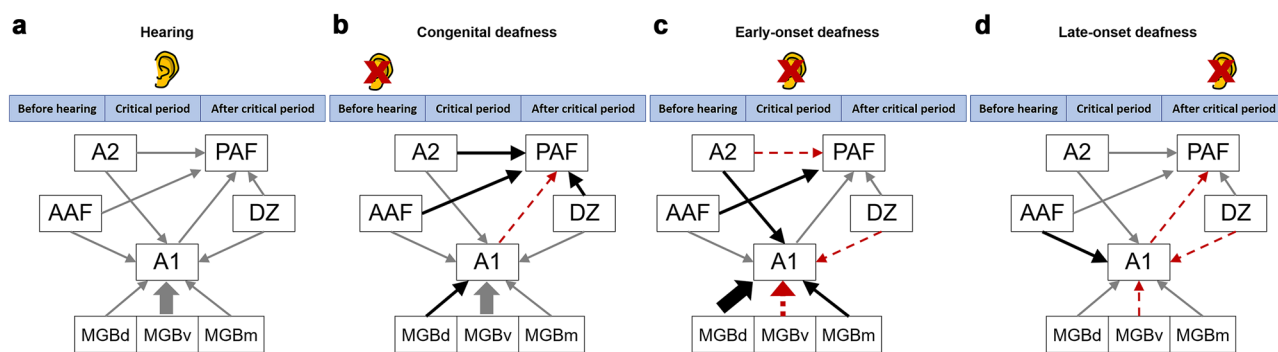 a
Hearing
Before hearing
Critical period
After critical period
A2
PAF
AAF
DZ
A1
MGBd
MGBv
MGBm
b
Congenital deafness
Before hearing
Critical period
After critical period
A2
PAF
AAF
DZ
A1
MGBd
MGBv
MGBm
c
Early-onset deafness
Before hearing
Critical period
After critical period
A2
PAF
AAF
DZ
A1
MGBd
MGBv
MGBm
d
Late-onset deafness
Before hearing
Critical period
After critical period
A2
PAF
AAF
DZ
A1
MGBd
MGBv
MGBm